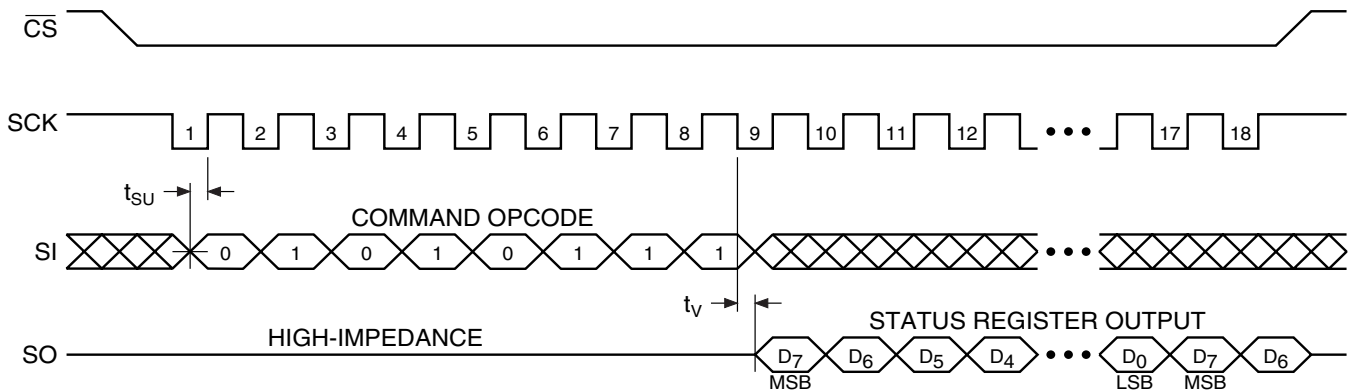 CS
SCK 1 2 3 4 5 6 7 8 9 10 11 12 ••• 17 18
tSU
COMMAND OPCODE
SI 0 1 0 1 0 1 1 1 •••
tV
HIGH-IMPEDANCE STATUS REGISTER OUTPUT
SO D7 D6 D5 D4 ••• D0 D7 D6
MSB LSB MSB